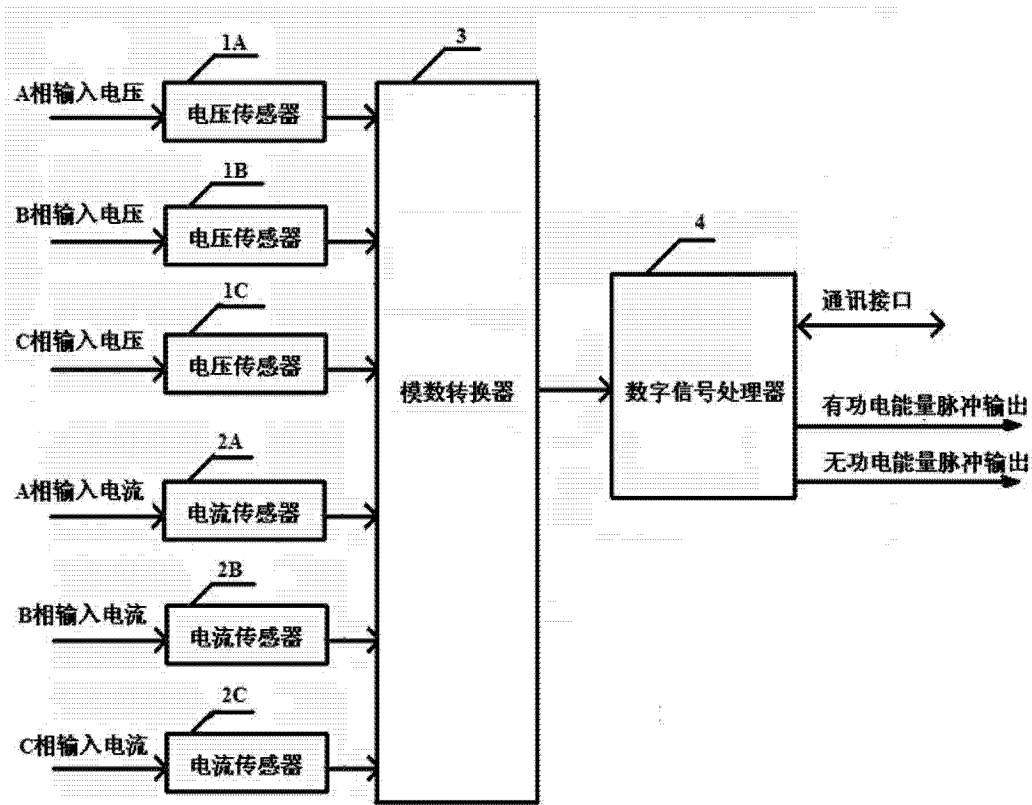 1A
A相输入电压
电压传感器
1B
B相输入电压
电压传感器
1C
C相输入电压
电压传感器
2A
A相输入电流
电流传感器
2B
B相输入电流
电流传感器
2C
C相输入电流
电流传感器
3
模数转换器
4
数字信号处理器
通讯接口
有功电能量脉冲输出
无功电能量脉冲输出